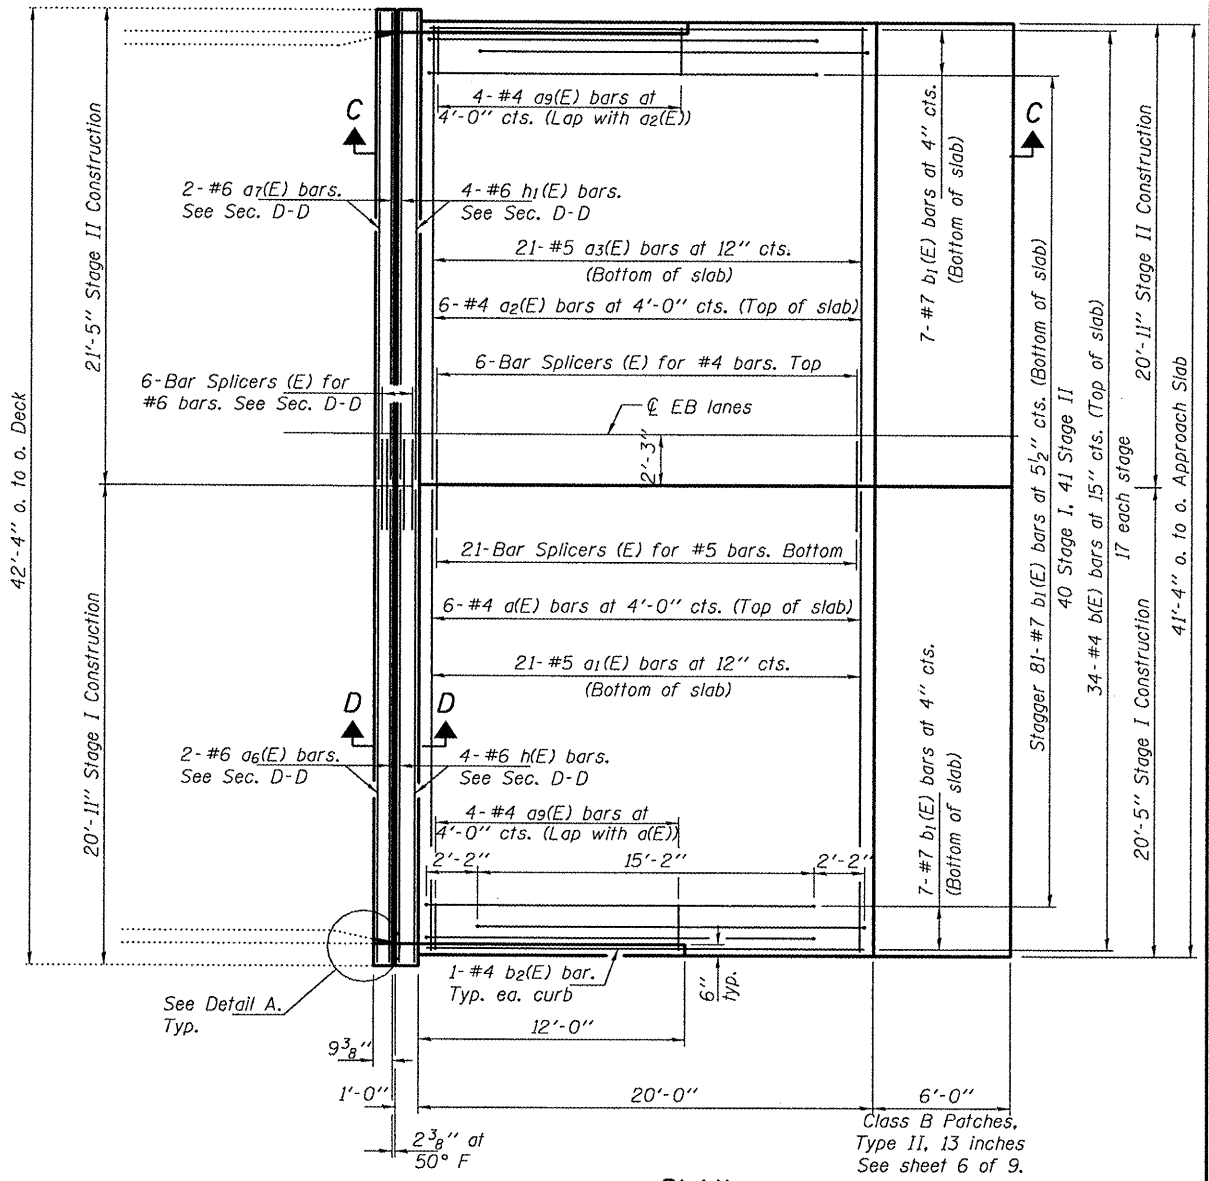 4-#4 a9(E) bars at
4'-0" cts. (Lap with a2(E))
C
C
7-#7 b1(E) bars at 4" cts.
(Bottom of slab)
21'-5" Stage II Construction
20'-11" Stage II Construction
2-#6 a7(E) bars.
See Sec. D-D
4-#6 h1(E) bars.
See Sec. D-D
21-#5 a3(E) bars at 12" cts.
(Bottom of slab)
6-#4 a2(E) bars at 4'-0" cts. (Top of slab)
6-Bar Splicers (E) for #4 bars. Top
6-Bar Splicers (E) for
#6 bars. See Sec. D-D
℄ EB lanes
2'-3"
42'-4" o. to o. Deck
Stagger 81-#7 b1(E) bars at 5½" cts. (Bottom of slab)
40 Stage I, 41 Stage II
34-#4 b(E) bars at 15" cts. (Top of slab)
17 each stage
41'-4" o. to o. Approach Slab
21-Bar Splicers (E) for #5 bars. Bottom
6-#4 a(E) bars at 4'-0" cts. (Top of slab)
21-#5 a1(E) bars at 12" cts.
(Bottom of slab)
20'-11" Stage I Construction
20'-5" Stage I Construction
D
D
2-#6 a6(E) bars.
See Sec. D-D
4-#6 h(E) bars.
See Sec. D-D
4-#4 a9(E) bars at
4'-0" cts. (Lap with a(E))
7-#7 b1(E) bars at 4" cts.
(Bottom of slab)
2'-2"
15'-2"
2'-2"
1-#4 b2(E) bar.
Typ. ea. curb
6"
typ.
See Detail A.
Typ.
12'-0"
9⅜"
1'-0"
20'-0"
6'-0"
2⅜" at
50° F
Class B Patches,
Type II, 13 inches
See sheet 6 of 9.